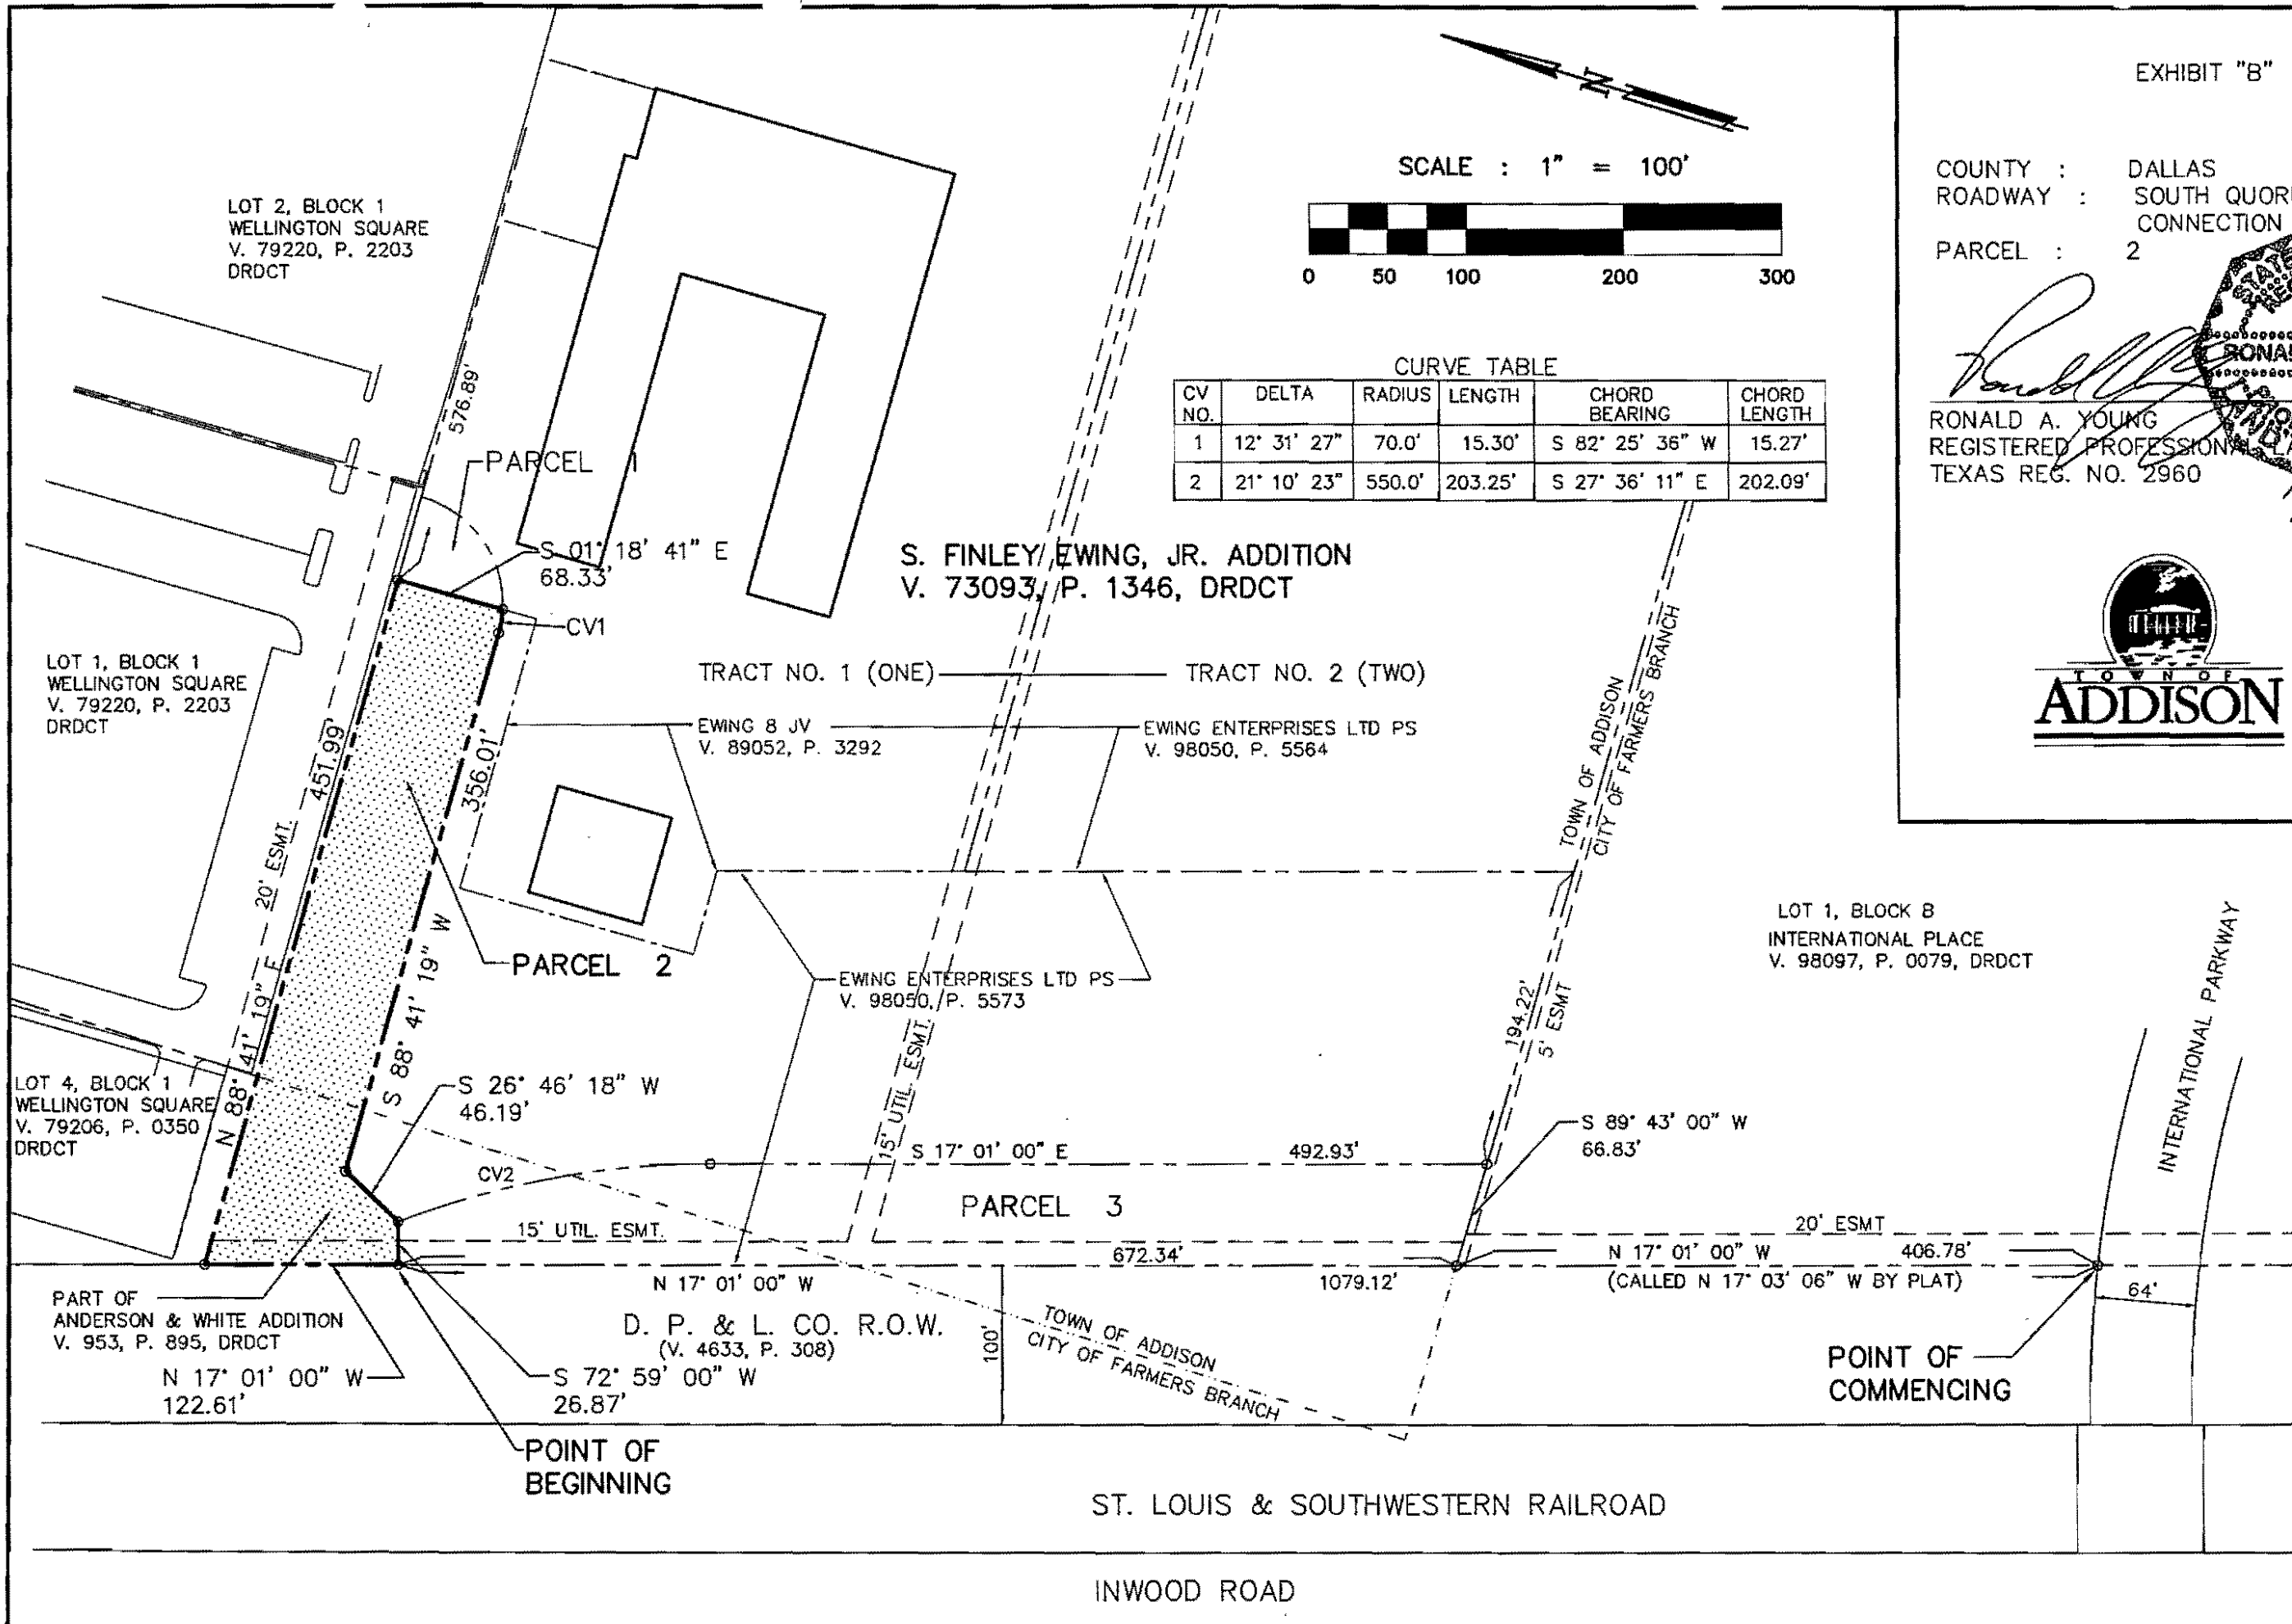 EXHIBIT "B"
COUNTY : DALLAS
ROADWAY : SOUTH
CONNECTION
PARCEL : 2
RONALD A. YOUNG
REGISTERED PROFESSIONAL
TEXAS REG. NO. 2960
TOWN OF
ADDISON
N
SCALE : 1" = 100'
0 50 100 200 300
CURVE TABLE
CV NO. DELTA RADIUS LENGTH CHORD BEARING CHORD LENGTH
1 12° 31' 27" 70.0' 15.30' S 82° 25' 36" W 15.27'
2 21° 10' 23" 550.0' 203.25' S 27° 36' 11" E 202.09'
LOT 2, BLOCK 1
WELLINGTON SQUARE
V. 79220, P. 2203
DRDCT
576.89'
PARCEL 1
S 01° 18' 41" E
68.33'
CV1
S. FINLEY EWING, JR. ADDITION
V. 73093, P. 1346, DRDCT
LOT 1, BLOCK 1
WELLINGTON SQUARE
V. 79220, P. 2203
DRDCT
TRACT NO. 1 (ONE)
TRACT NO. 2 (TWO)
EWING 8 JV
V. 89052, P. 3292
EWING ENTERPRISES LTD PS
V. 98050, P. 5564
TOWN OF ADDISON
CITY OF FARMERS BRANCH
20' ESMT.
N 88° 41' 19" E 451.99'
S 88° 41' 19" W 356.01'
PARCEL 2
EWING ENTERPRISES LTD PS
V. 98050, P. 5573
LOT 1, BLOCK B
INTERNATIONAL PLACE
V. 98097, P. 0079, DRDCT
INTERNATIONAL PARKWAY
194.22'
5' ESMT
LOT 4, BLOCK 1
WELLINGTON SQUARE
V. 79206, P. 0350
DRDCT
S 26° 46' 18" W
46.19'
15' UTIL. ESMT.
S 89° 43' 00" W
66.83'
S 17° 01' 00" E 492.93'
CV2
PARCEL 3
15' UTIL. ESMT.
20' ESMT
672.34'
N 17° 01' 00" W
1079.12'
N 17° 01' 00" W 406.78'
(CALLED N 17° 03' 06" W BY PLAT)
64'
PART OF
ANDERSON & WHITE ADDITION
V. 953, P. 895, DRDCT
D. P. & L. CO. R.O.W.
(V. 4633, P. 308)
100'
TOWN OF ADDISON
CITY OF FARMERS BRANCH
N 17° 01' 00" W
122.61'
S 72° 59' 00" W
26.87'
POINT OF
COMMENCING
POINT OF
BEGINNING
ST. LOUIS & SOUTHWESTERN RAILROAD
INWOOD ROAD